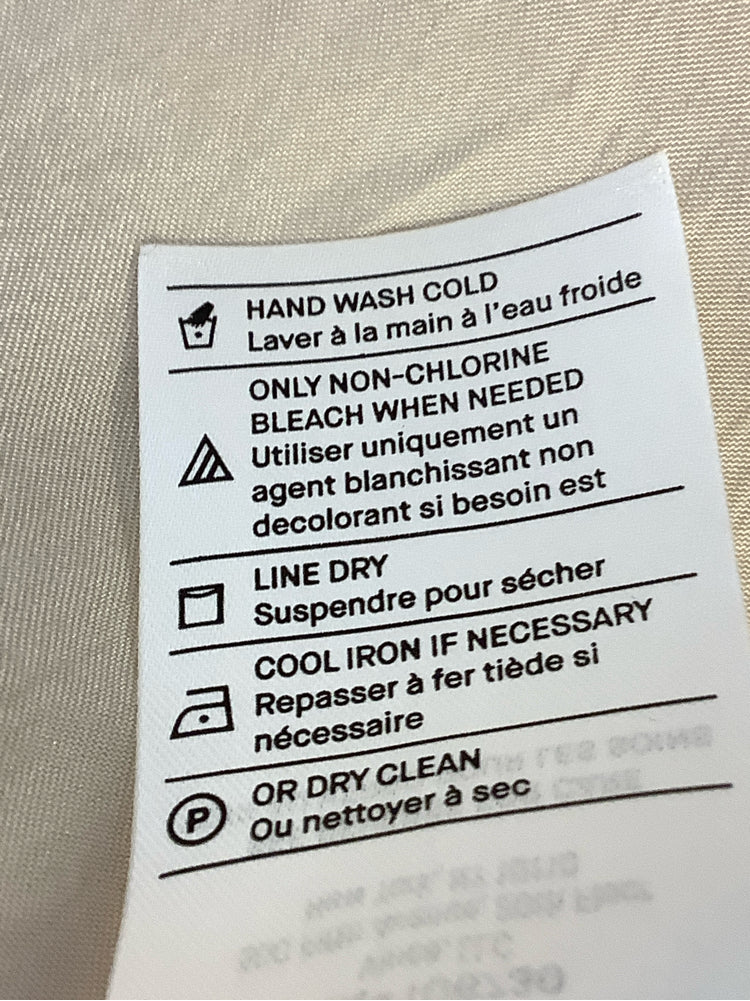 HAND WASH COLD
Laver à la main à l'eau froide
ONLY NON-CHLORINE
BLEACH WHEN NEEDED
Utiliser uniquement un
agent blanchissant non
decolorant si besoin est
LINE DRY
Suspendre pour sécher
COOL IRON IF NECESSARY
Repasser à fer tiède si
nécessaire
P
OR DRY CLEAN
Ou nettoyer à sec